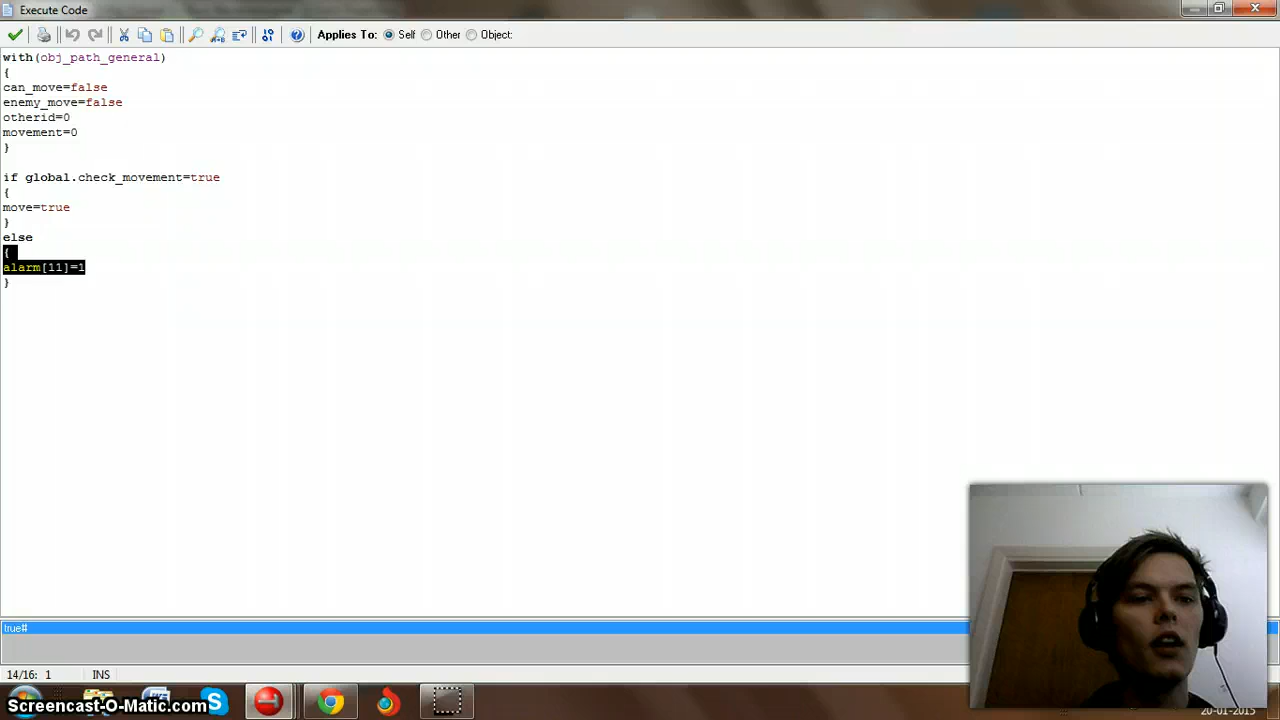 Execute Code
Applies To: Self Other Object:
with(obj_path_general)
{
can_move=false
enemy_move=false
otherid=0
movement=0
}
if global.check_movement=true
{
move=true
}
else
{
alarm[11]=1
}
true#
14/16: 1 INS
Screencast-O-Matic.com
20-01-2015